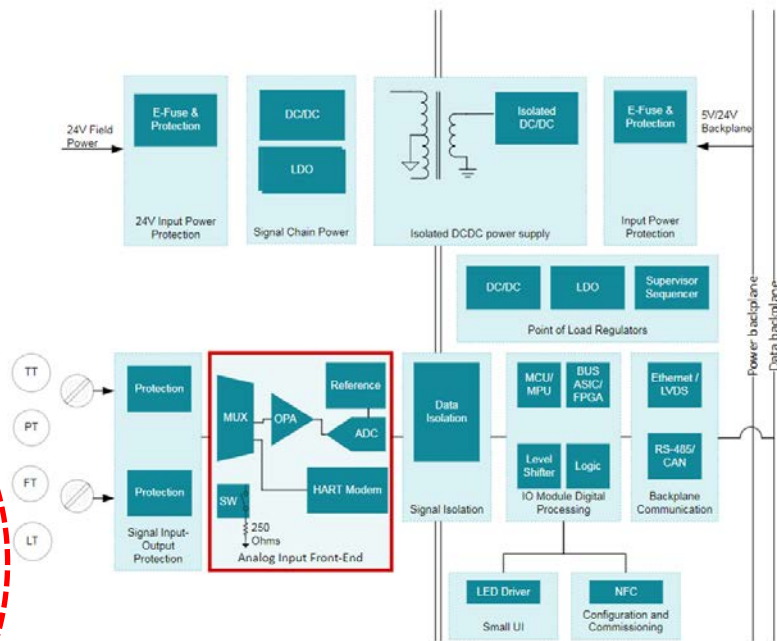 24V Field
Power
E-Fuse &
Protection
24V Input Power
Protection
DC/DC
LDO
Signal Chain Power
Isolated
DC/DC
Isolated DCDC power supply
E-Fuse &
Protection
Input Power
Protection
5V/24V
Backplane
DC/DC
LDO
Supervisor
Sequencer
Point of Load Regulators
Power backplane
Data backplane
TT
PT
FT
LT
Protection
Protection
Signal Input-
Output
Protection
MUX
OPA
Reference
ADC
HART Modem
SW
250
Ohms
Analog Input Front-End
Data
Isolation
Signal Isolation
MCU/
MPU
BUS
ASIC/
FPGA
Level
Shifter
Logic
IO Module Digital
Processing
Ethernet /
LVDS
RS-485/
CAN
Backplane
Communication
LED Driver
Small UI
NFC
Configuration and
Commissioning